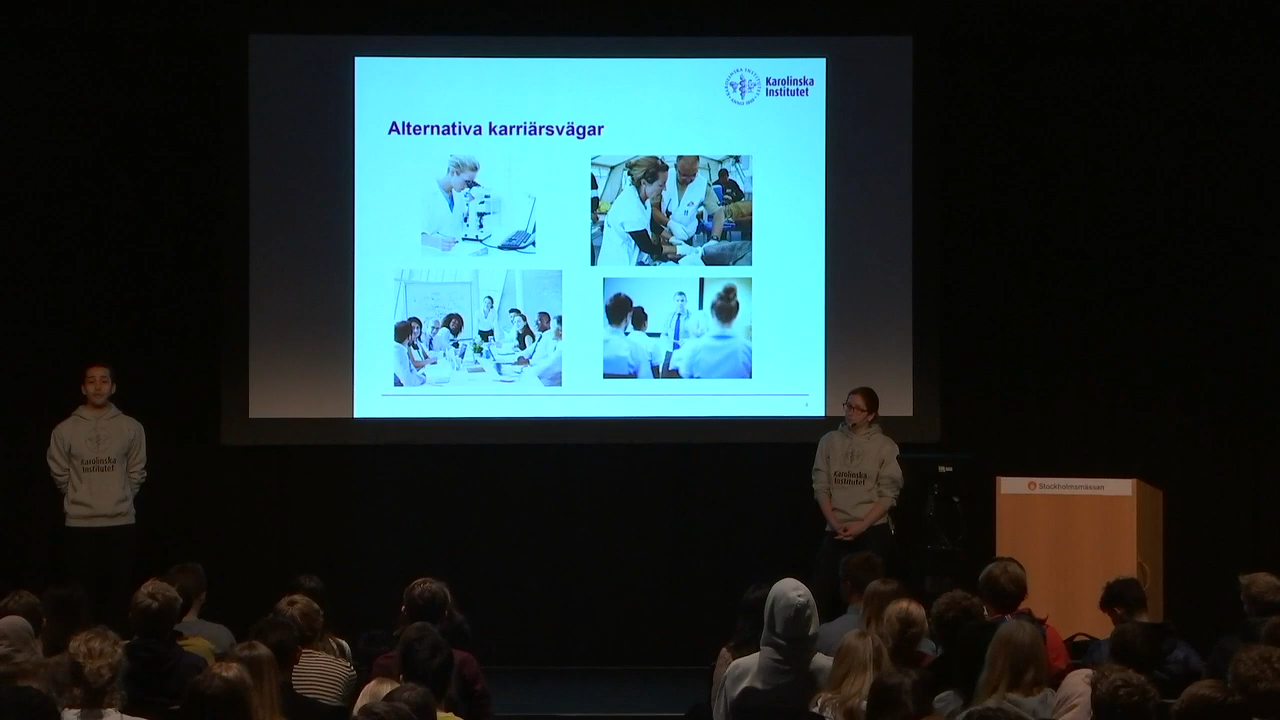 Karolinska
Institutet
Alternativa karriärsvägar
Karolinska
Institutet
Karolinska
Institutet
Stockholmsmässan